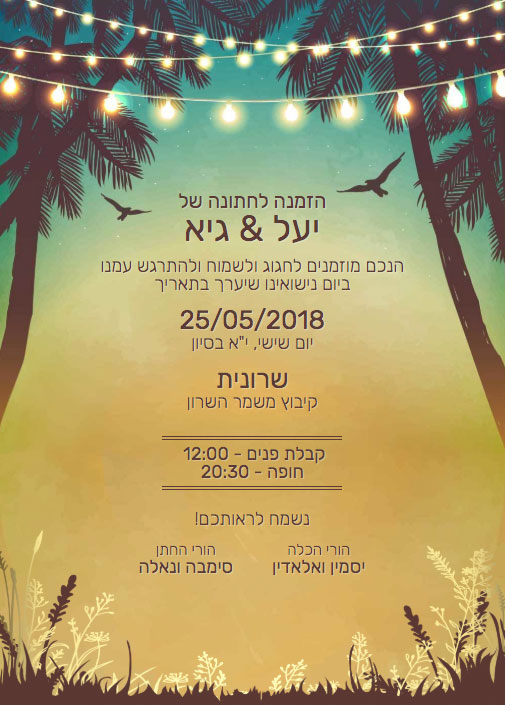 הזמנה לחתונה של
יעל & גיא
הנכם מוזמנים לחגוג ולשמוח ולהתרגש עמנו
ביום נישואינו שיערך בתאריך
25/05/2018
יום שישי, י"א בסיון
שרונית
קיבוץ משמר השרון
קבלת פנים - 12:00
חופה - 20:30
נשמח לראותכם!
הורי הכלה
יסמין ואלאדין
הורי החתן
סימבה ונאלה